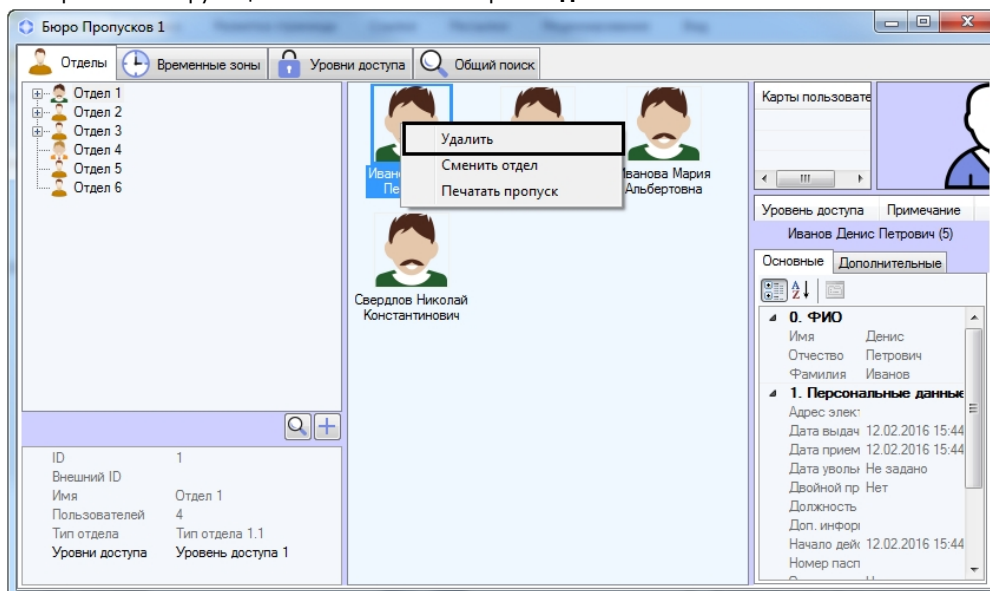 Бюро Пропусков 1
Отделы
Временные зоны
Уровни доступа
Общий поиск
Отдел 1
Отдел 2
Отдел 3
Отдел 4
Отдел 5
Отдел 6
Удалить
Сменить отдел
Печатать пропуск
Иван
Пе
Иванова Мария
Альбертовна
Свердлов Николай
Константинович
ID 1
Внешний ID
Имя Отдел 1
Пользователей 4
Тип отдела Тип отдела 1.1
Уровни доступа Уровень доступа 1
Карты пользовате
Уровень доступа Примечание
Иванов Денис Петрович (5)
Основные Дополнительные
0. ФИО
Имя Денис
Отчество Петрович
Фамилия Иванов
1. Персональные данные
Адрес элек
Дата выдач 12.02.2016 15:44
Дата прием 12.02.2016 15:44
Дата уволь Не задано
Двойной пр Нет
Должность
Доп. инфор
Начало дей 12.02.2016 15:44
Номер пасп